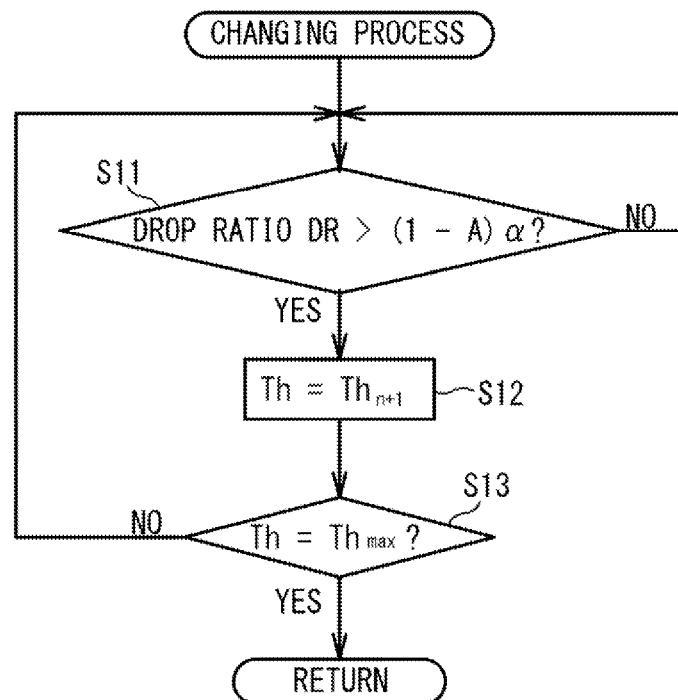 CHANGING PROCESS
S11
DROP RATIO DR > (1 - A) α?
NO
YES
Th = Thn+1
S12
S13
NO
Th = Thmax ?
YES
RETURN